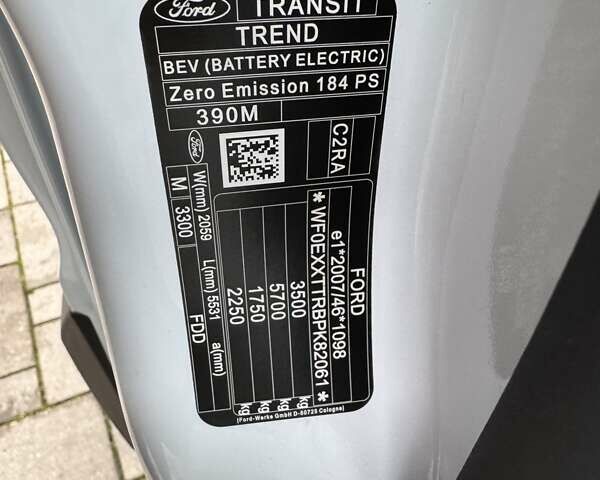 Ford TRANSIT
TREND
BEV (BATTERY ELECTRIC)
Zero Emission 184 PS
390M
Ford
C2RA
FORD
e1*2007/46*1098
* WF0EXXTTRBPK82061 *
3500 kg
5700 kg
1750 kg
2250 kg
W(mm) 2059 L(mm) 5531 a(mm)
M 3300 FDD
(Ford-Werke GmbH D-50725 Cologne)